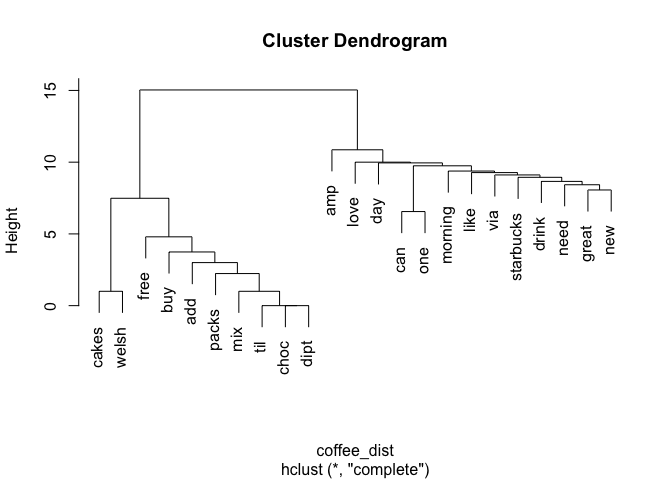 Cluster Dendrogram
Height
15
10
5
0
cakes
welsh
free
buy
add
packs
mix
til
choc
dipt
amp
love
day
can
one
morning
like
via
starbucks
drink
need
great
new
coffee_dist
hclust (*, "complete")